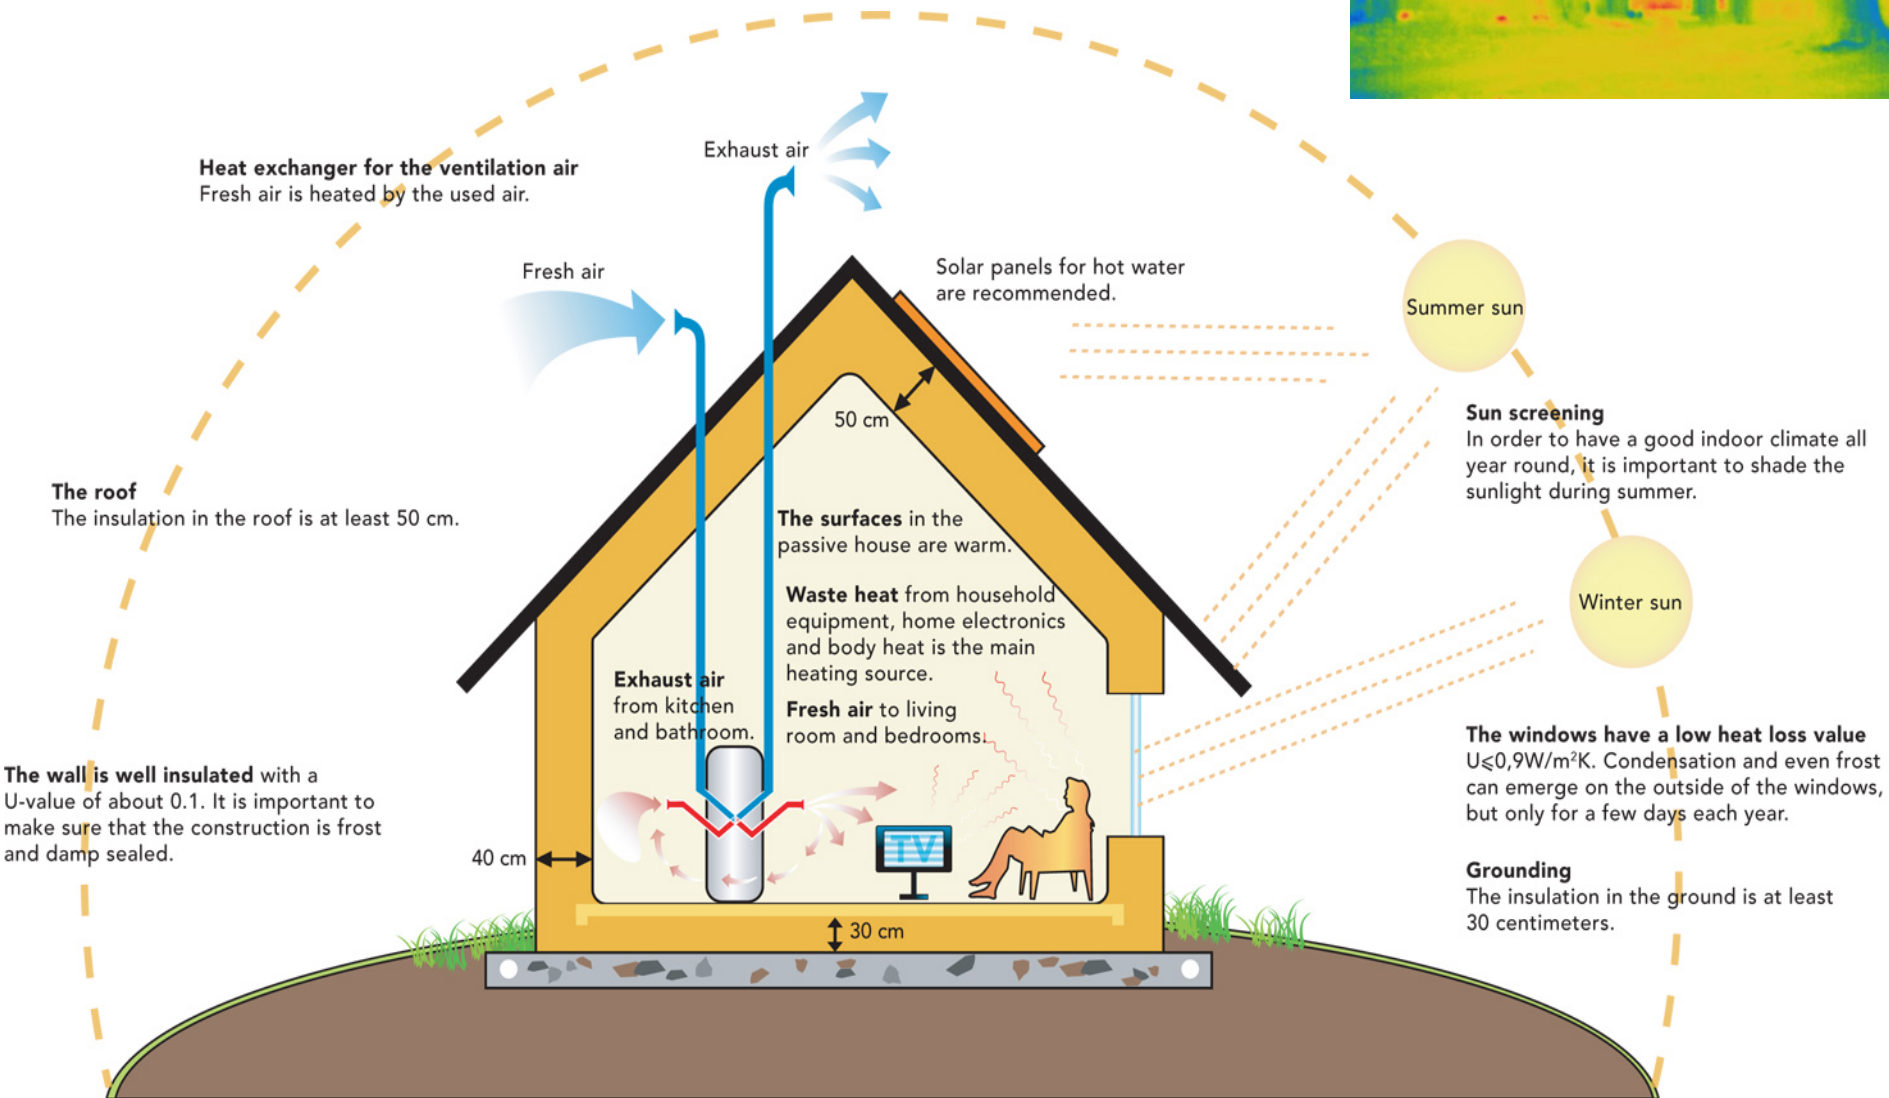 Exhaust air
Heat exchanger for the ventilation air
Fresh air is heated by the used air.
Fresh air
Solar panels for hot water
are recommended.
Summer sun
50 cm
Sun screening
In order to have a good indoor climate all
year round, it is important to shade the
sunlight during summer.
The roof
The insulation in the roof is at least 50 cm.
The surfaces in the
passive house are warm.
Waste heat from household
equipment, home electronics
and body heat is the main
heating source.
Winter sun
Exhaust air
from kitchen
and bathroom.
Fresh air to living
room and bedrooms.
The windows have a low heat loss value
U⩽0,9W/m²K. Condensation and even frost
can emerge on the outside of the windows,
but only for a few days each year.
The wall is well insulated with a
U-value of about 0.1. It is important to
make sure that the construction is frost
and damp sealed.
40 cm
TV
Grounding
The insulation in the ground is at least
30 centimeters.
30 cm